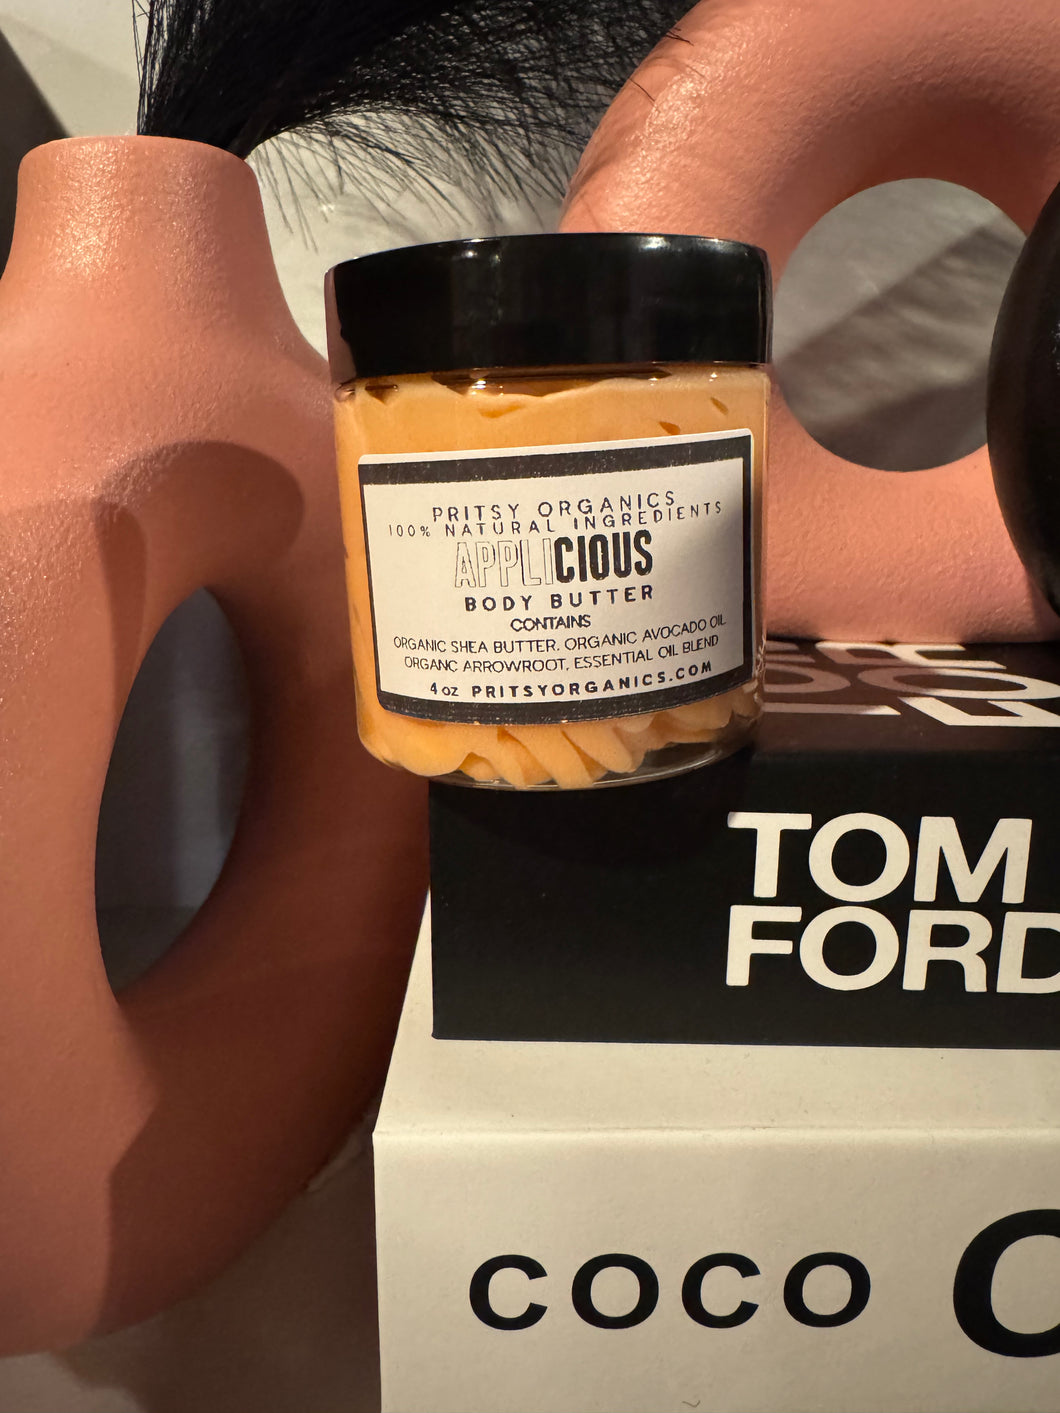 PRITSY ORGANICS
100% NATURAL INGREDIENTS
APPLICIOUS
BODY BUTTER
CONTAINS
ORGANIC SHEA BUTTER, ORGANIC AVOCADO OIL
ORGANC ARROWROOT, ESSENTIAL OIL BLEND
4 oz PRITSYORGANICS.COM
TOM
FORD
COCO C